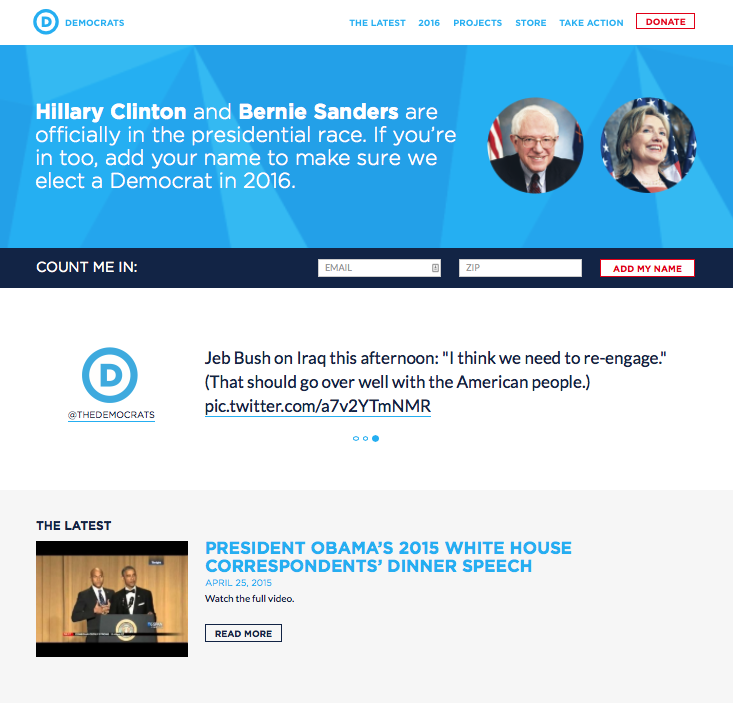 D DEMOCRATS
THE LATEST 2016 PROJECTS STORE TAKE ACTION DONATE
Hillary Clinton and Bernie Sanders are
officially in the presidential race. If you’re
in too, add your name to make sure we
elect a Democrat in 2016.
COUNT ME IN: EMAIL ZIP ADD MY NAME
D
@THEDEMOCRATS
Jeb Bush on Iraq this afternoon: "I think we need to re-engage."
(That should go over well with the American people.)
pic.twitter.com/a7v2YTmNMR
THE LATEST
PRESIDENT OBAMA’S 2015 WHITE HOUSE
CORRESPONDENTS’ DINNER SPEECH
APRIL 25, 2015
Watch the full video.
READ MORE